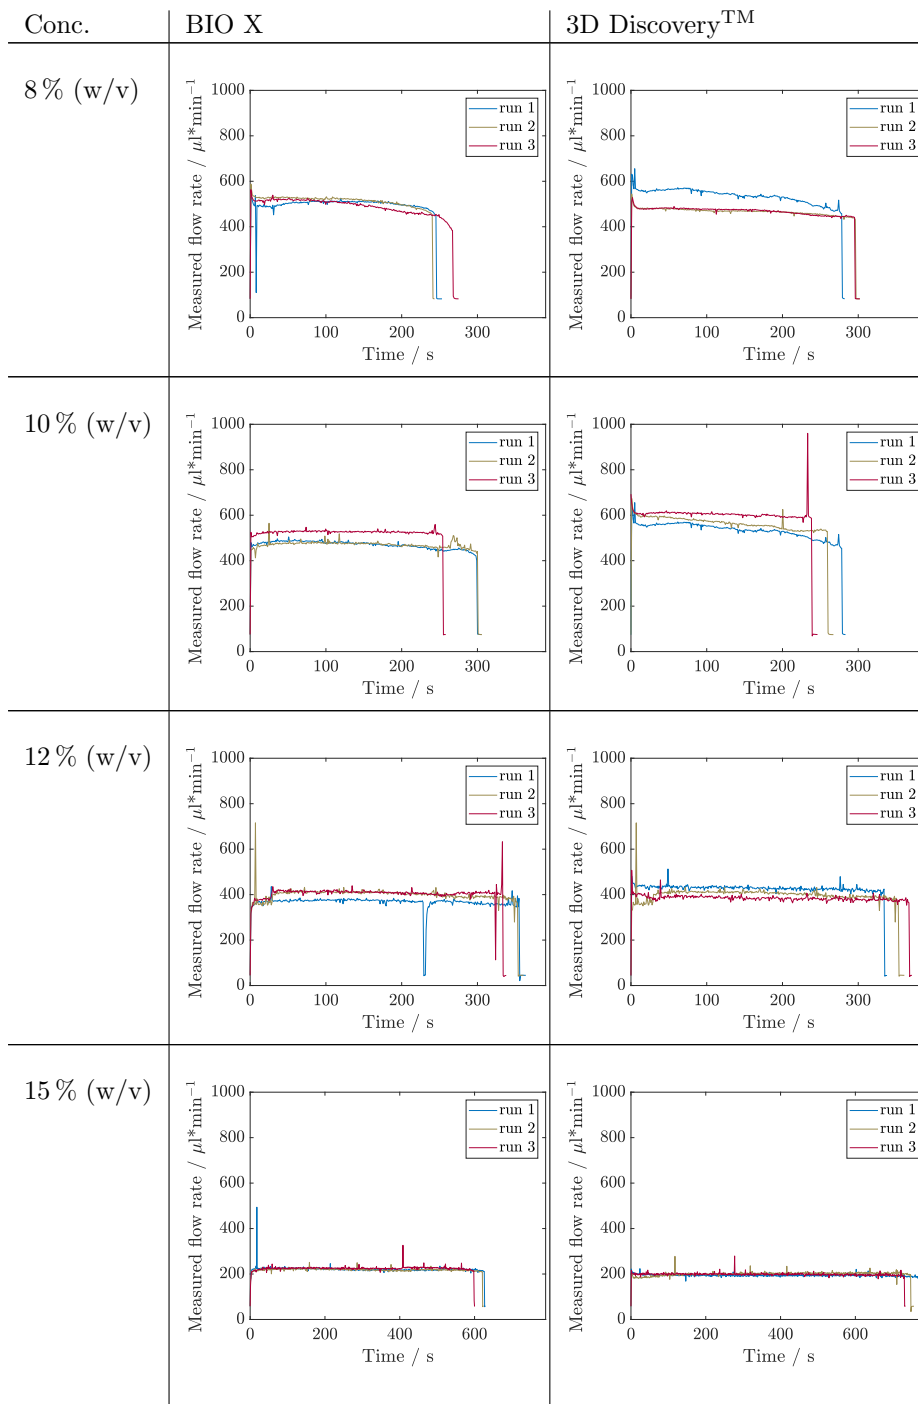 Conc. BIO X 3D Discovery™
8 % (w/v)
Measured flow rate / µl*min⁻¹
1000
800
600
400
200
0
0 100 200 300
Time / s
run 1
run 2
run 3
Measured flow rate / µl*min⁻¹
1000
800
600
400
200
0
0 100 200 300
Time / s
run 1
run 2
run 3
10 % (w/v)
Measured flow rate / µl*min⁻¹
1000
800
600
400
200
0
0 100 200 300
Time / s
run 1
run 2
run 3
Measured flow rate / µl*min⁻¹
1000
800
600
400
200
0
0 100 200 300
Time / s
run 1
run 2
run 3
12 % (w/v)
Measured flow rate / µl*min⁻¹
1000
800
600
400
200
0
0 100 200 300
Time / s
run 1
run 2
run 3
Measured flow rate / µl*min⁻¹
1000
800
600
400
200
0
0 100 200 300
Time / s
run 1
run 2
run 3
15 % (w/v)
Measured flow rate / µl*min⁻¹
1000
800
600
400
200
0
0 200 400 600
Time / s
run 1
run 2
run 3
Measured flow rate / µl*min⁻¹
1000
800
600
400
200
0
0 200 400 600
Time / s
run 1
run 2
run 3